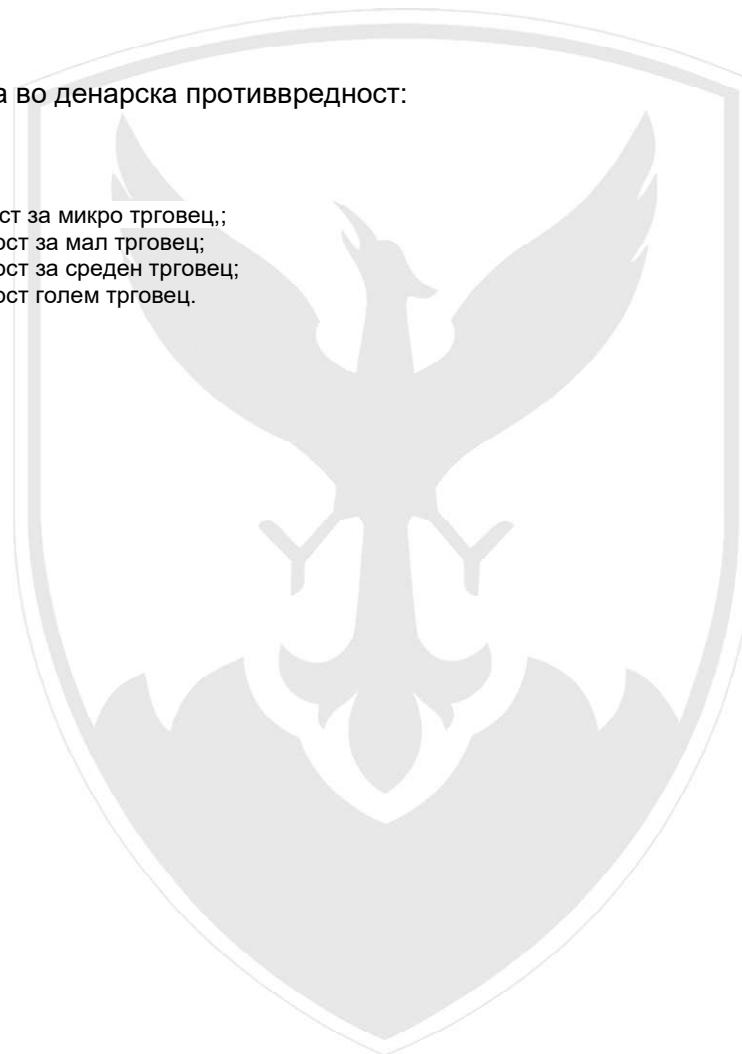 а во денарска противвредност:
ст за микро трговец,;
ост за мал трговец;
ост за среден трговец;
ост голем трговец.